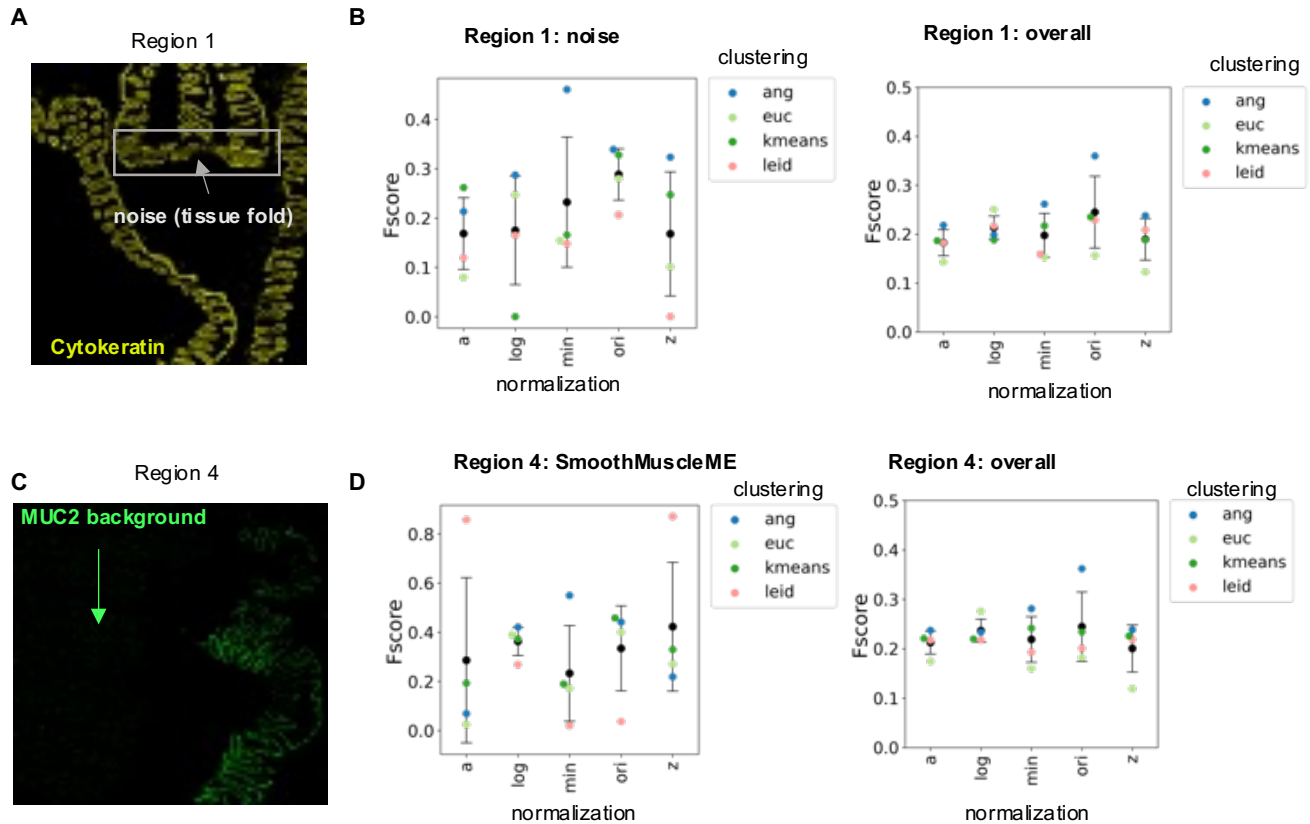 A
Region 1
noise (tissue fold)
Cytokeratin
B
Region 1: noise
clustering
ang
euc
kmeans
leid
Fscore
0.4
0.3
0.2
0.1
0.0
a
log
min
ori
z
normalization
Region 1: overall
clustering
ang
euc
kmeans
leid
Fscore
0.5
0.4
0.3
0.2
0.1
0.0
a
log
min
ori
z
normalization
C
Region 4
MUC2 background
D
Region 4: SmoothMuscleME
clustering
ang
euc
kmeans
leid
Fscore
0.8
0.6
0.4
0.2
0.0
a
log
min
ori
z
normalization
Region 4: overall
clustering
ang
euc
kmeans
leid
Fscore
0.5
0.4
0.3
0.2
0.1
0.0
a
log
min
ori
z
normalization